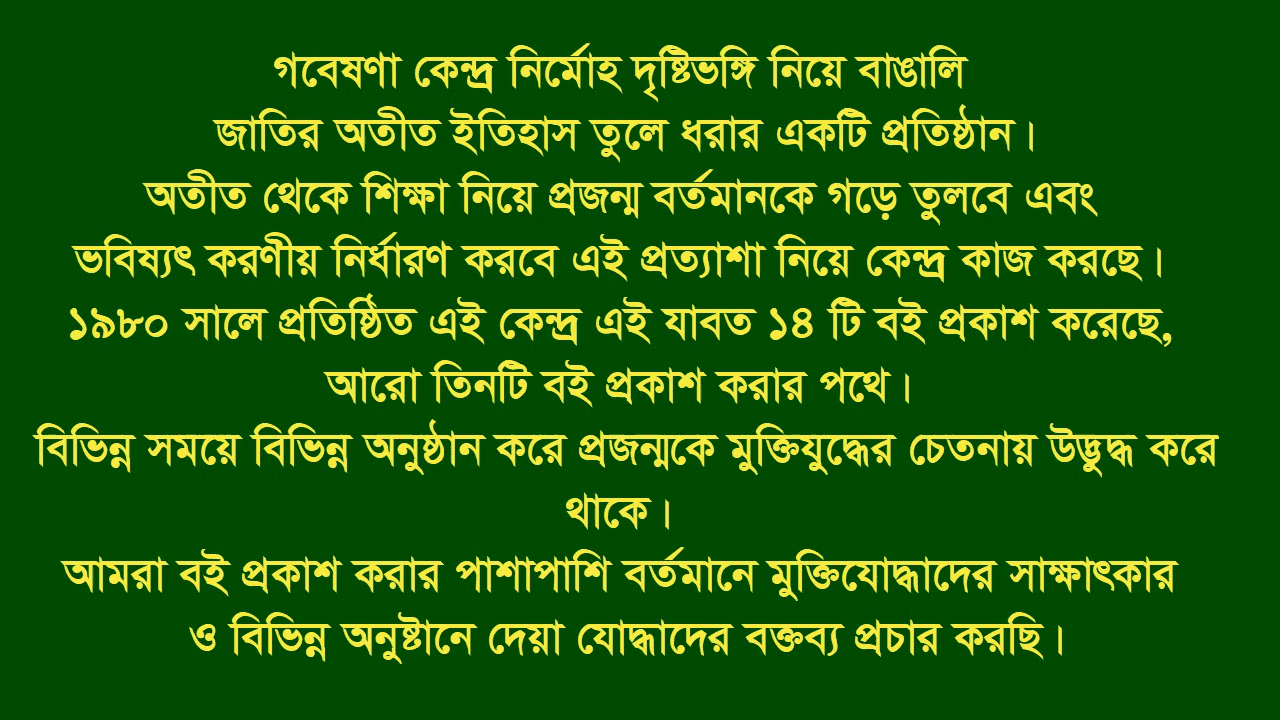 গবেষণা কেন্দ্র নির্মোহ দৃষ্টিভঙ্গি নিয়ে বাঙালি
জাতির অতীত ইতিহাস তুলে ধরার একটি প্রতিষ্ঠান।
অতীত থেকে শিক্ষা নিয়ে প্রজন্ম বর্তমানকে গড়ে তুলবে এবং
ভবিষ্যৎ করণীয় নির্ধারণ করবে এই প্রত্যাশা নিয়ে কেন্দ্র কাজ করছে।
১৯৮০ সালে প্রতিষ্ঠিত এই কেন্দ্র এই যাবত ১৪ টি বই প্রকাশ করেছে,
আরো তিনটি বই প্রকাশ করার পথে।
বিভিন্ন সময়ে বিভিন্ন অনুষ্ঠান করে প্রজন্মকে মুক্তিযুদ্ধের চেতনায় উদ্ভুদ্ধ করে
থাকে।
আমরা বই প্রকাশ করার পাশাপাশি বর্তমানে মুক্তিযোদ্ধাদের সাক্ষাৎকার
ও বিভিন্ন অনুষ্টানে দেয়া যোদ্ধাদের বক্তব্য প্রচার করছি।